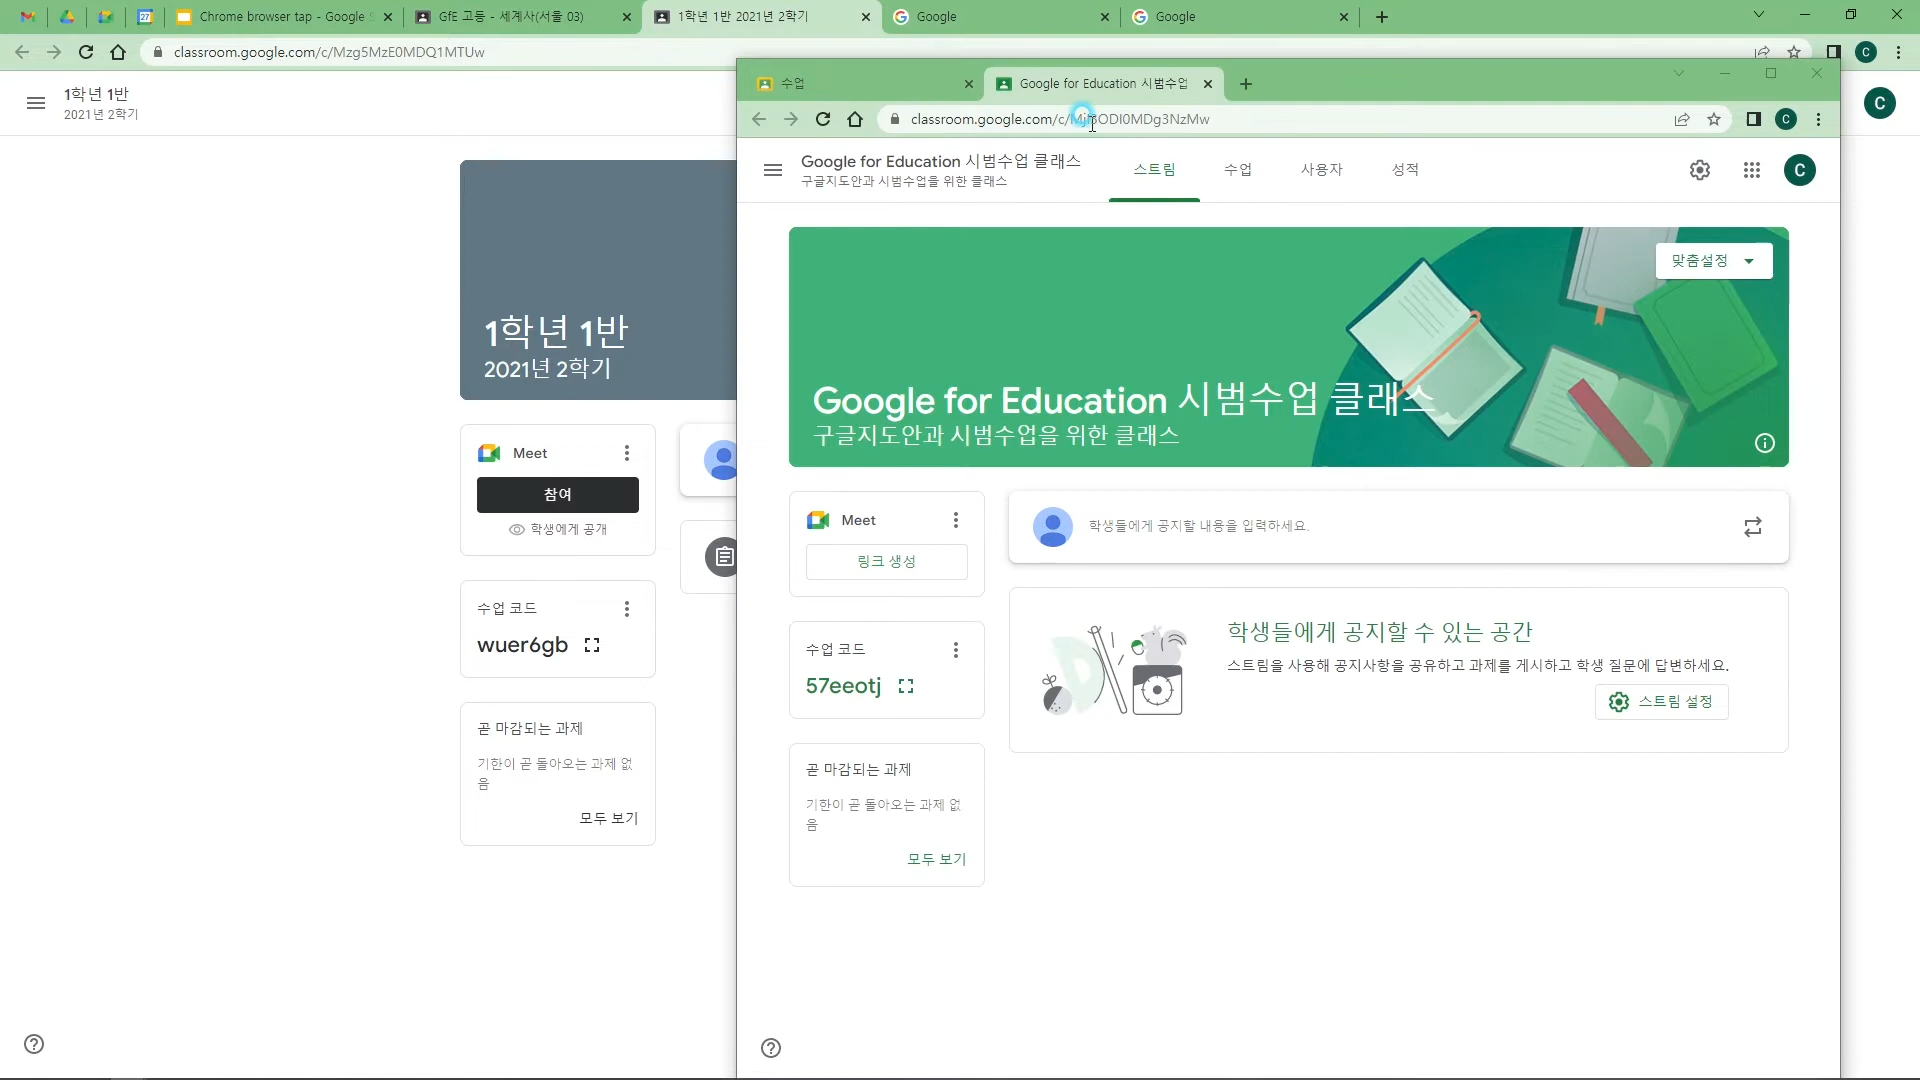 Chrome browser tap - Google S
GfE 고등 - 세계사(서울 03)
1학년 1반 2021년 2학기
Google
Google
classroom.google.com/c/Mzg5MzE0MDQ1MTUw
C
1학년 1반
2021년 2학기
C
1학년 1반
2021년 2학기
Meet
참여
학생에게 공개
수업 코드
wuer6gb
곧 마감되는 과제
기한이 곧 돌아오는 과제 없
음
모두 보기
수업
Google for Education 시범수업
C
Google for Education 시범수업 클래스
구글지도안과 시범수업을 위한 클래스
스트림
수업
사용자
성적
C
맞춤설정
Google for Education 시범수업 클래스
구글지도안과 시범수업을 위한 클래스
Meet
링크 생성
수업 코드
57eeotj
곧 마감되는 과제
기한이 곧 돌아오는 과제 없
음
모두 보기
학생들에게 공지할 내용을 입력하세요.
학생들에게 공지할 수 있는 공간
스트림을 사용해 공지사항을 공유하고 과제를 게시하고 학생 질문에 답변하세요.
스트림 설정